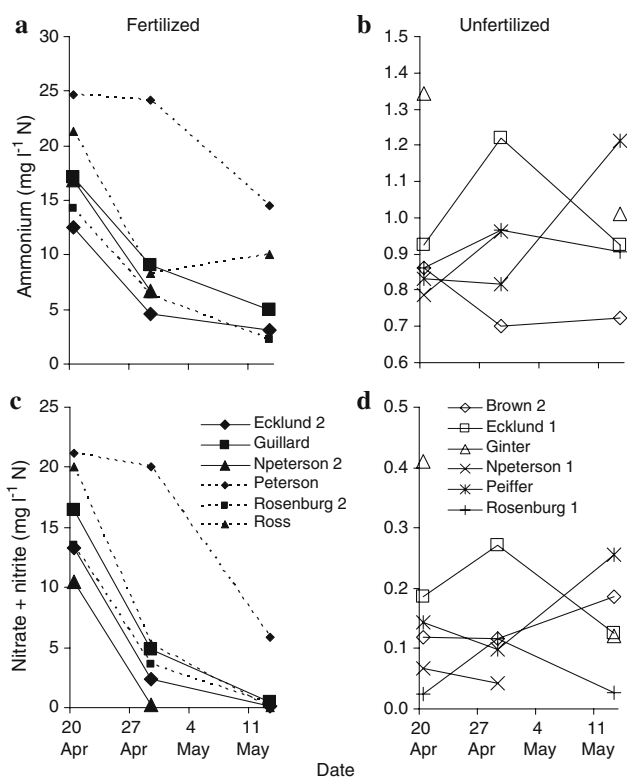 a
Fertilized
b
Unfertilized
Ammonium (mg l⁻¹ N)
30
25
20
15
10
5
0
1.5
1.4
1.3
1.2
1.1
1.0
0.9
0.8
0.7
0.6
c
d
Nitrate + nitrite (mg l⁻¹ N)
25
20
15
10
5
0
Ecklund 2
Guillard
Npeterson 2
Peterson
Rosenburg 2
Ross
0.5
0.4
0.3
0.2
0.1
0.0
Brown 2
Ecklund 1
Ginter
Npeterson 1
Peiffer
Rosenburg 1
20 27 4 11
Apr Apr May May
20 27 4 11
Apr Apr May May
Date